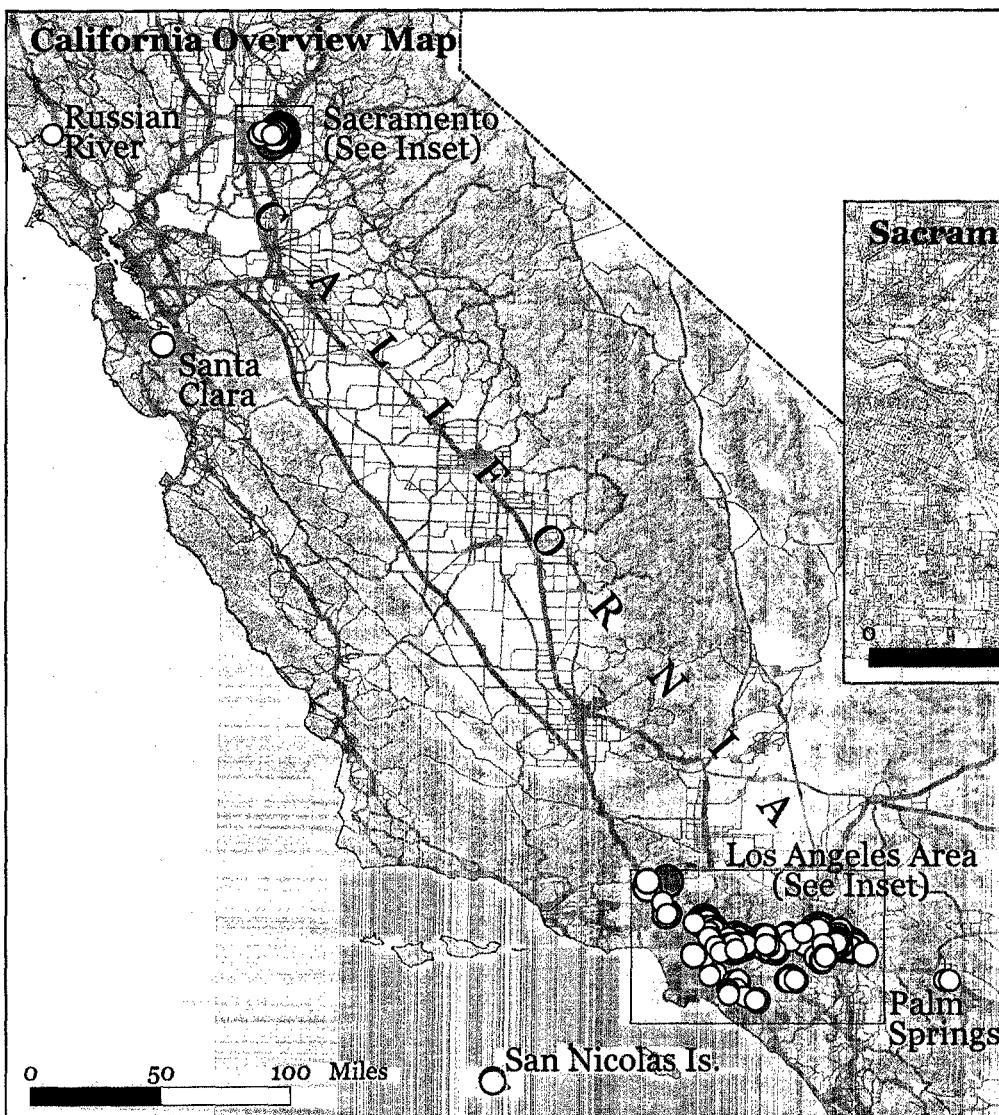 California Overview Map
Russian
River
Sacramento
(See Inset)
Santa
Clara
CALIFORNIA
Sacram
0
Los Angeles Area
(See Inset)
Palm
Springs
San Nicolas Is.
0 50 100 Miles